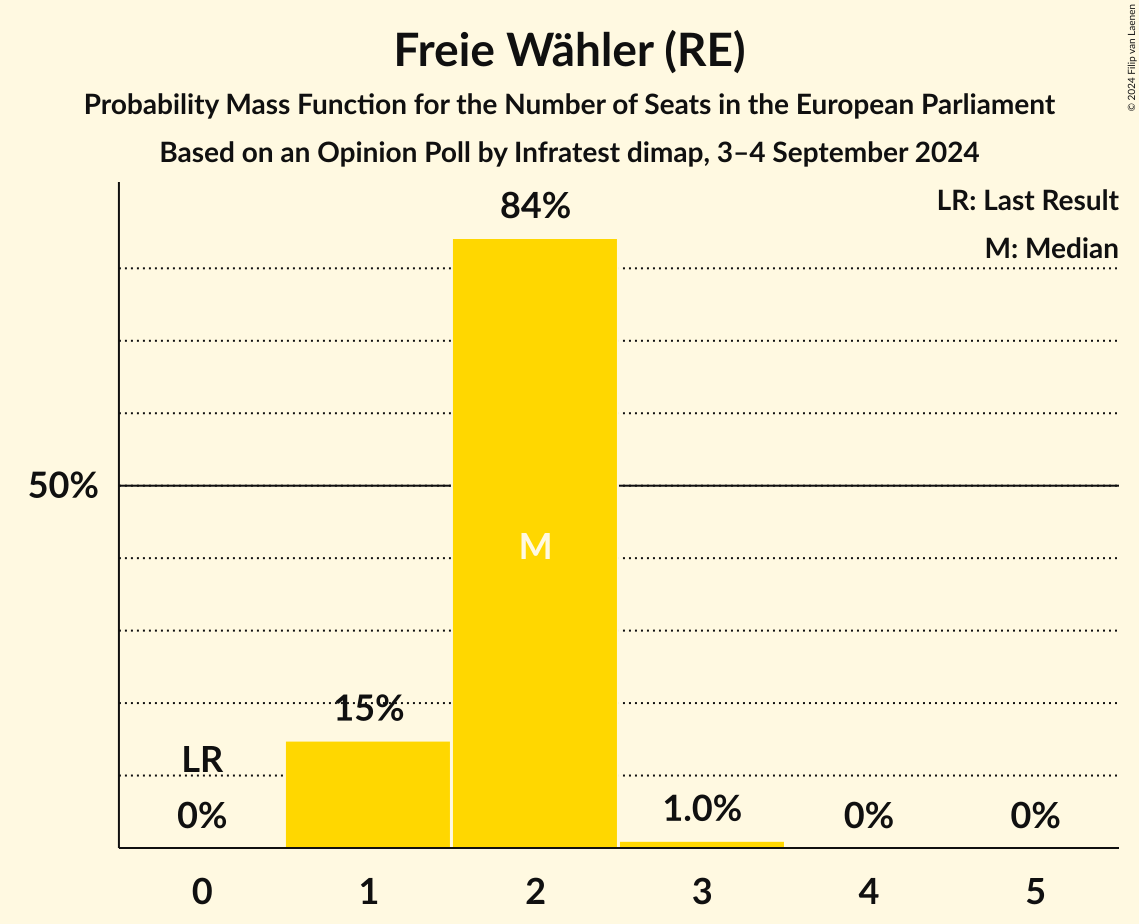 Freie Wähler (RE)
Probability Mass Function for the Number of Seats in the European Parliament
Based on an Opinion Poll by Infratest dimap, 3–4 September 2024
© 2024 Filip van Laenen
LR: Last Result
M: Median
84%
50%
M
15%
LR
0%
1.0%
0%
0%
0 1 2 3 4 5